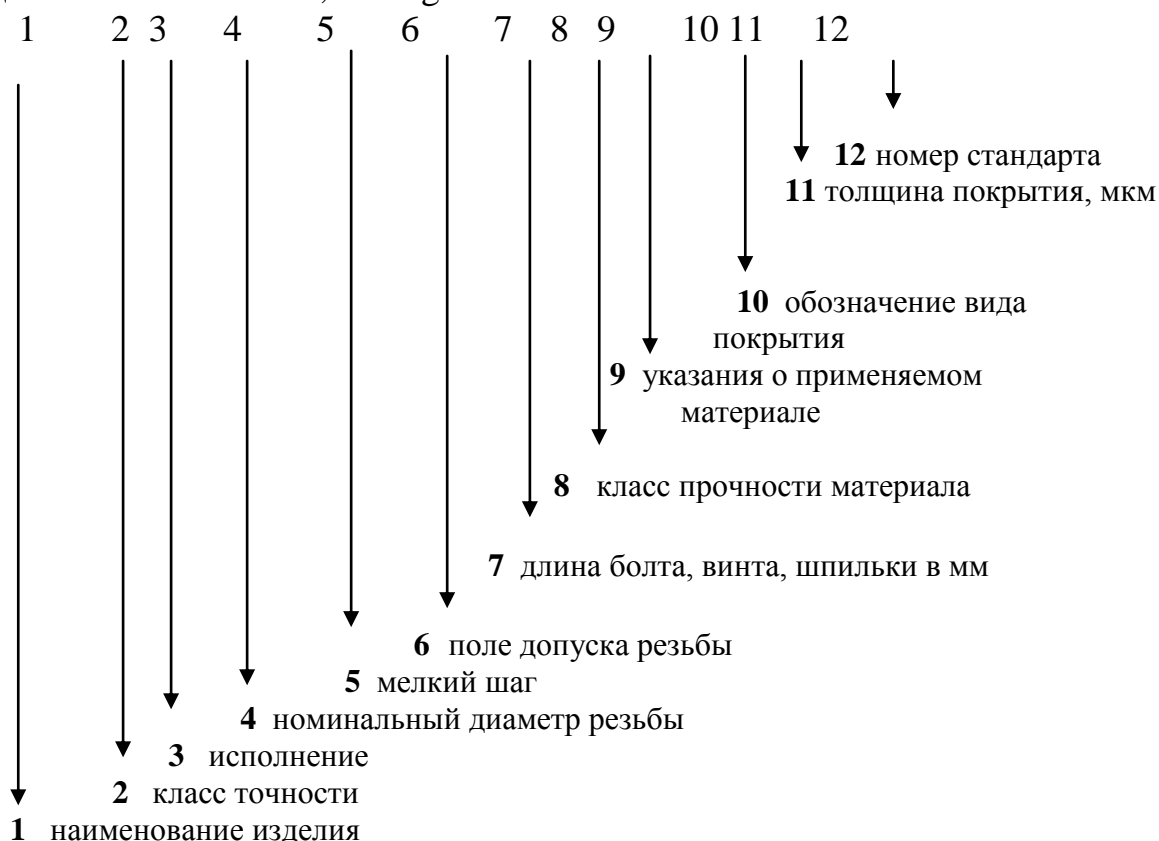 1 2 3 4 5 6 7 8 9 10 11 12
12 номер стандарта
11 толщина покрытия, мкм
10 обозначение вида
покрытия
9 указания о применяемом
материале
8 класс прочности материала
7 длина болта, винта, шпильки в мм
6 поле допуска резьбы
5 мелкий шаг
4 номинальный диаметр резьбы
3 исполнение
2 класс точности
1 наименование изделия